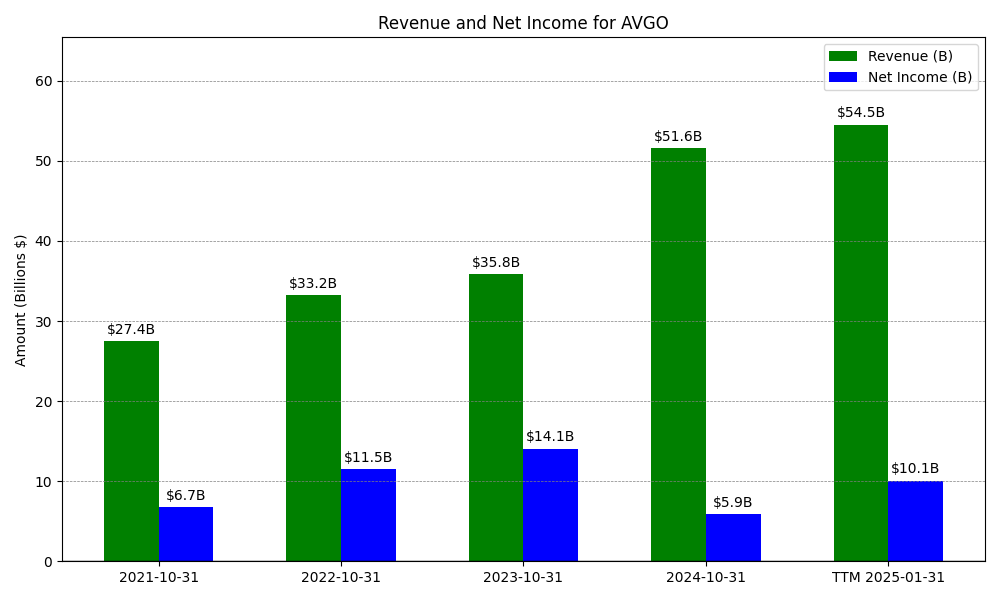 Revenue and Net Income for AVGO
Revenue (B)
Net Income (B)
Amount (Billions $)
60
50
40
30
20
10
0
$27.4B
$6.7B
$33.2B
$11.5B
$35.8B
$14.1B
$51.6B
$5.9B
$54.5B
$10.1B
2021-10-31
2022-10-31
2023-10-31
2024-10-31
TTM 2025-01-31